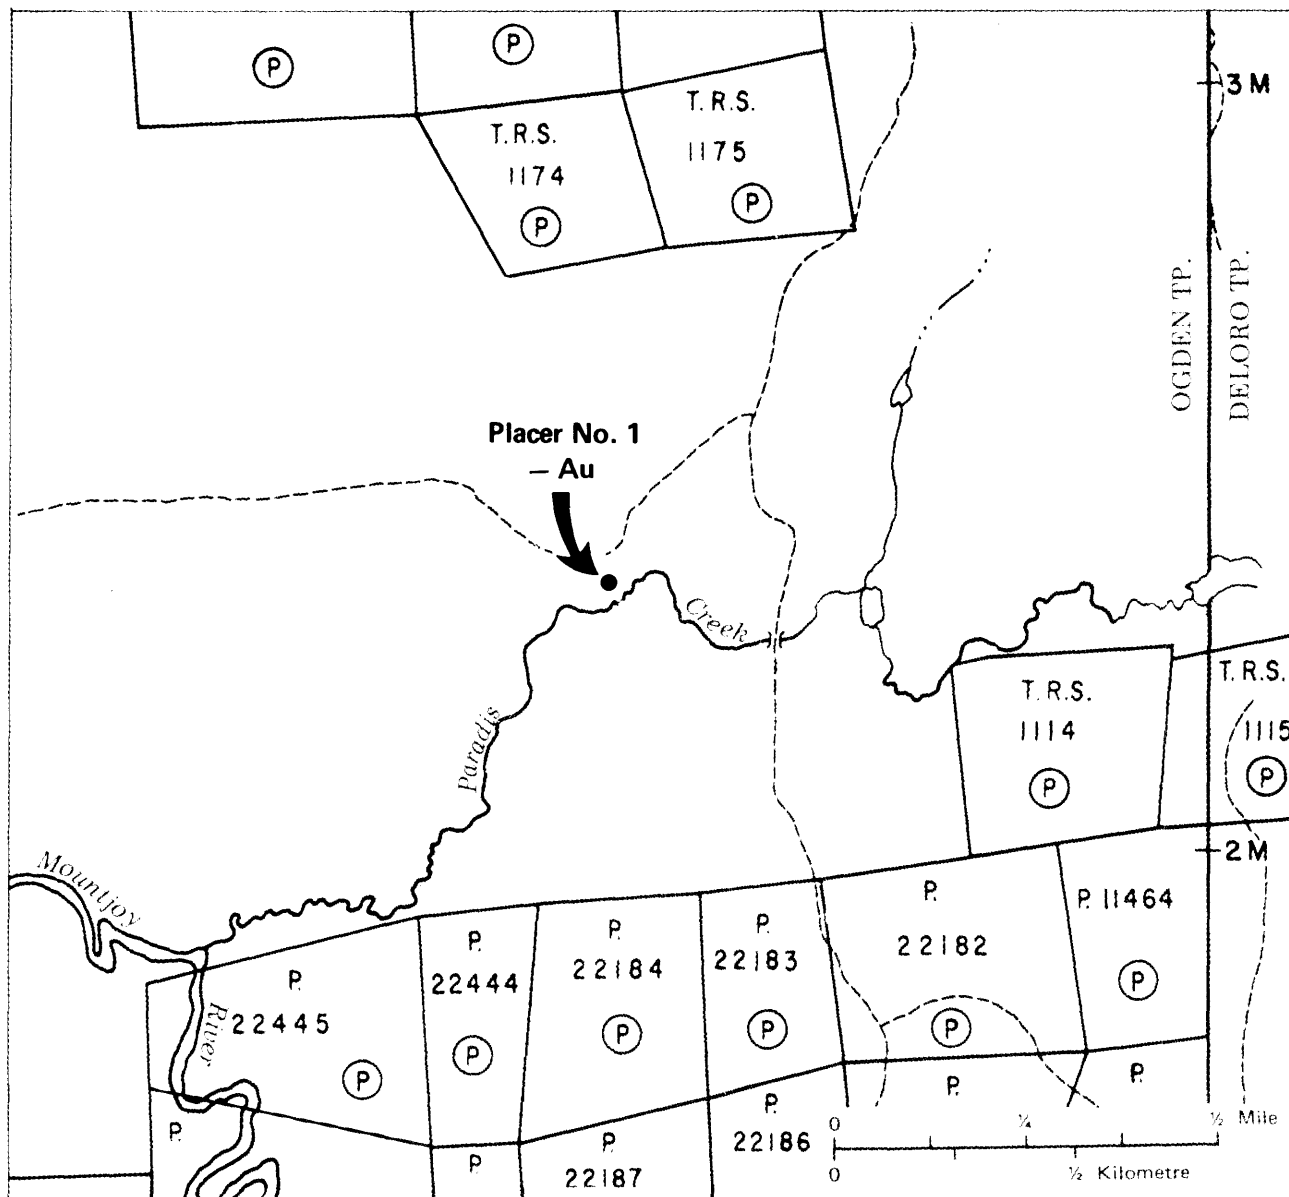 P
P
3 M
T. R.S.
1175
P
T.R.S.
1174
P
OGDEN TP.
DELORO TP.
Placer No. 1
– Au
Creek
Paradis
T. R.S.
1114
P
T. R.S.
1115
P
2 M
Mountjoy
River
P.
22445
P
P.
22444
P
P.
22184
P
P.
22183
P
P.
22182
P
P. 11464
P
P.
P.
P.
P.
P.
22187
P.
22186
0 ¼ ½ Mile
0 ½ Kilometre